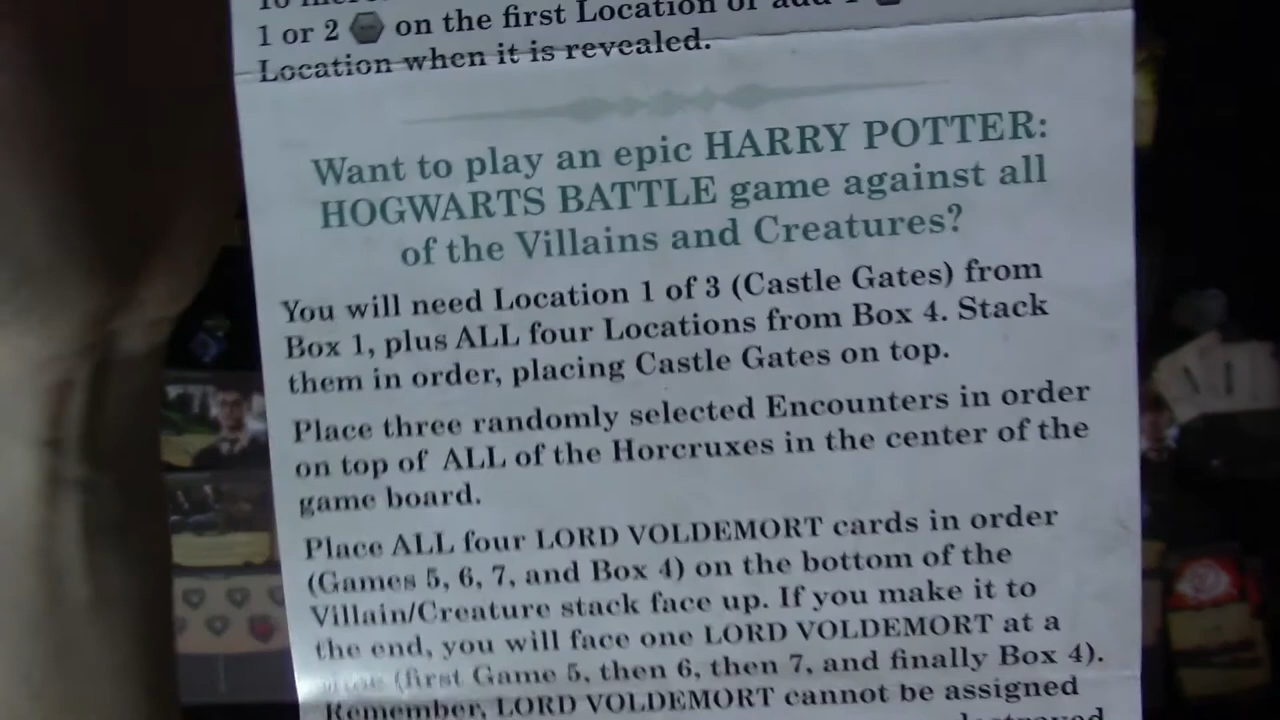 1 or 2 on the first Location or add 1
Location when it is revealed.
Want to play an epic HARRY POTTER:
HOGWARTS BATTLE game against all
of the Villains and Creatures?
You will need Location 1 of 3 (Castle Gates) from
Box 1, plus ALL four Locations from Box 4. Stack
them in order, placing Castle Gates on top.
Place three randomly selected Encounters in order
on top of ALL of the Horcruxes in the center of the
game board.
Place ALL four LORD VOLDEMORT cards in order
(Games 5, 6, 7, and Box 4) on the bottom of the
Villain/Creature stack face up. If you make it to
the end, you will face one LORD VOLDEMORT at a
(first Game 5, then 6, then 7, and finally Box 4).
Remember, LORD VOLDEMORT cannot be assigned